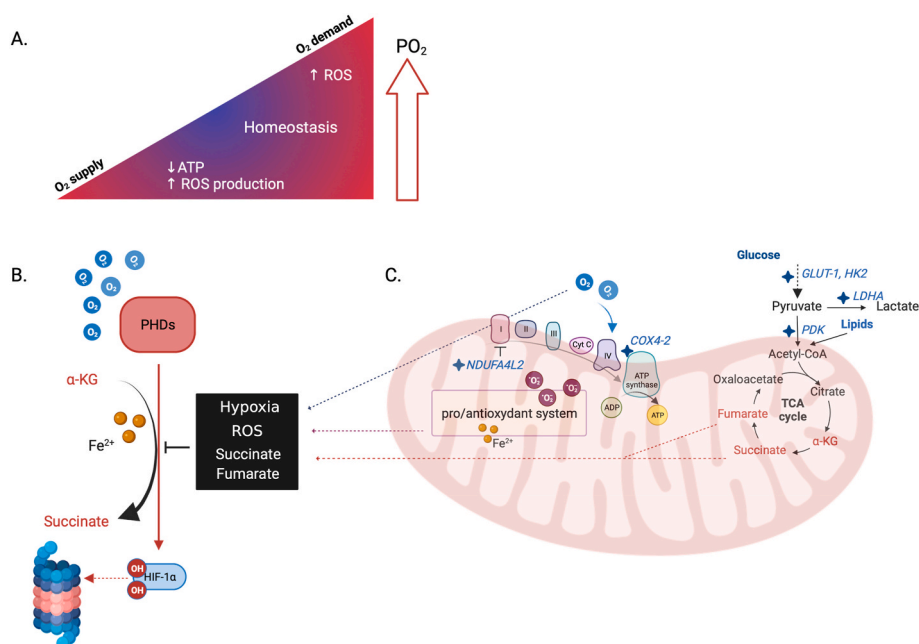 A.
O₂ demand
PO₂
↑ ROS
Homeostasis
O₂ supply
↓ATP
↑ ROS production
B.
O₂
O₂
O₂
O₂
O₂
O₂
PHDs
α-KG
Fe²⁺
Hypoxia
ROS
Succinate
Fumarate
Succinate
OH
HIF-1α
OH
C.
Glucose
O₂
O₂
GLUT-1, HK2
LDHA
Pyruvate
Lactate
I
II
III
Cyt C
IV
COX4-2
PDK
Lipids
NDUFA4L2
Acetyl-CoA
ATP
synthase
Oxaloacetate
Citrate
TCA
cycle
ADP
ATP
pro/antioxydant system
Fe²⁺
Fumarate
α-KG
Succinate